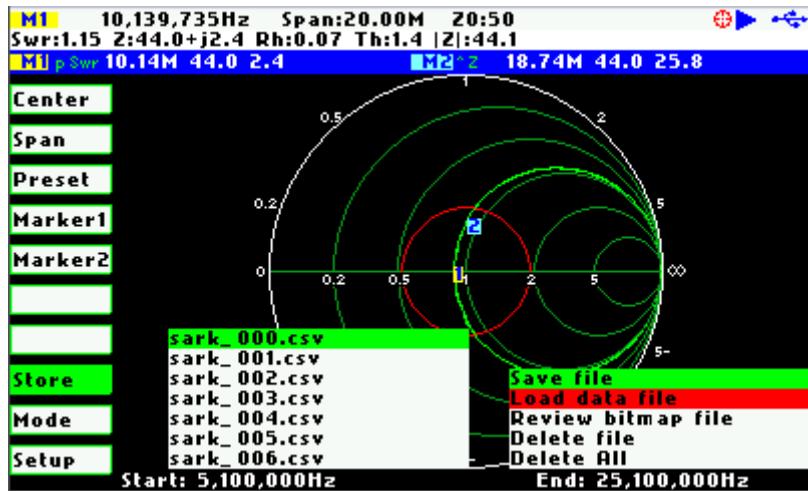 M1 10,139,735Hz Span:20.00M 20:50
Swr:1.15 Z:44.0+j2.4 Rh:0.07 Th:1.4 |Z|:44.1
M1 p Swr 10.14M 44.0 2.4 M2 ^ Z 18.74M 44.0 25.8
Center
1
0.5
2
Span
Preset
0.2
5
Marker1
2
Marker2
0 0.2 0.5 1 1 2 5 ∞
sark_000.csv
sark_001.csv
5-
sark_002.csv
Store
Save file
sark_003.csv
Load data file
Mode
sark_004.csv
Review bitmap file
sark_005.csv
Delete file
Setup
sark_006.csv
Delete All
Start: 5,100,000Hz End: 25,100,000Hz